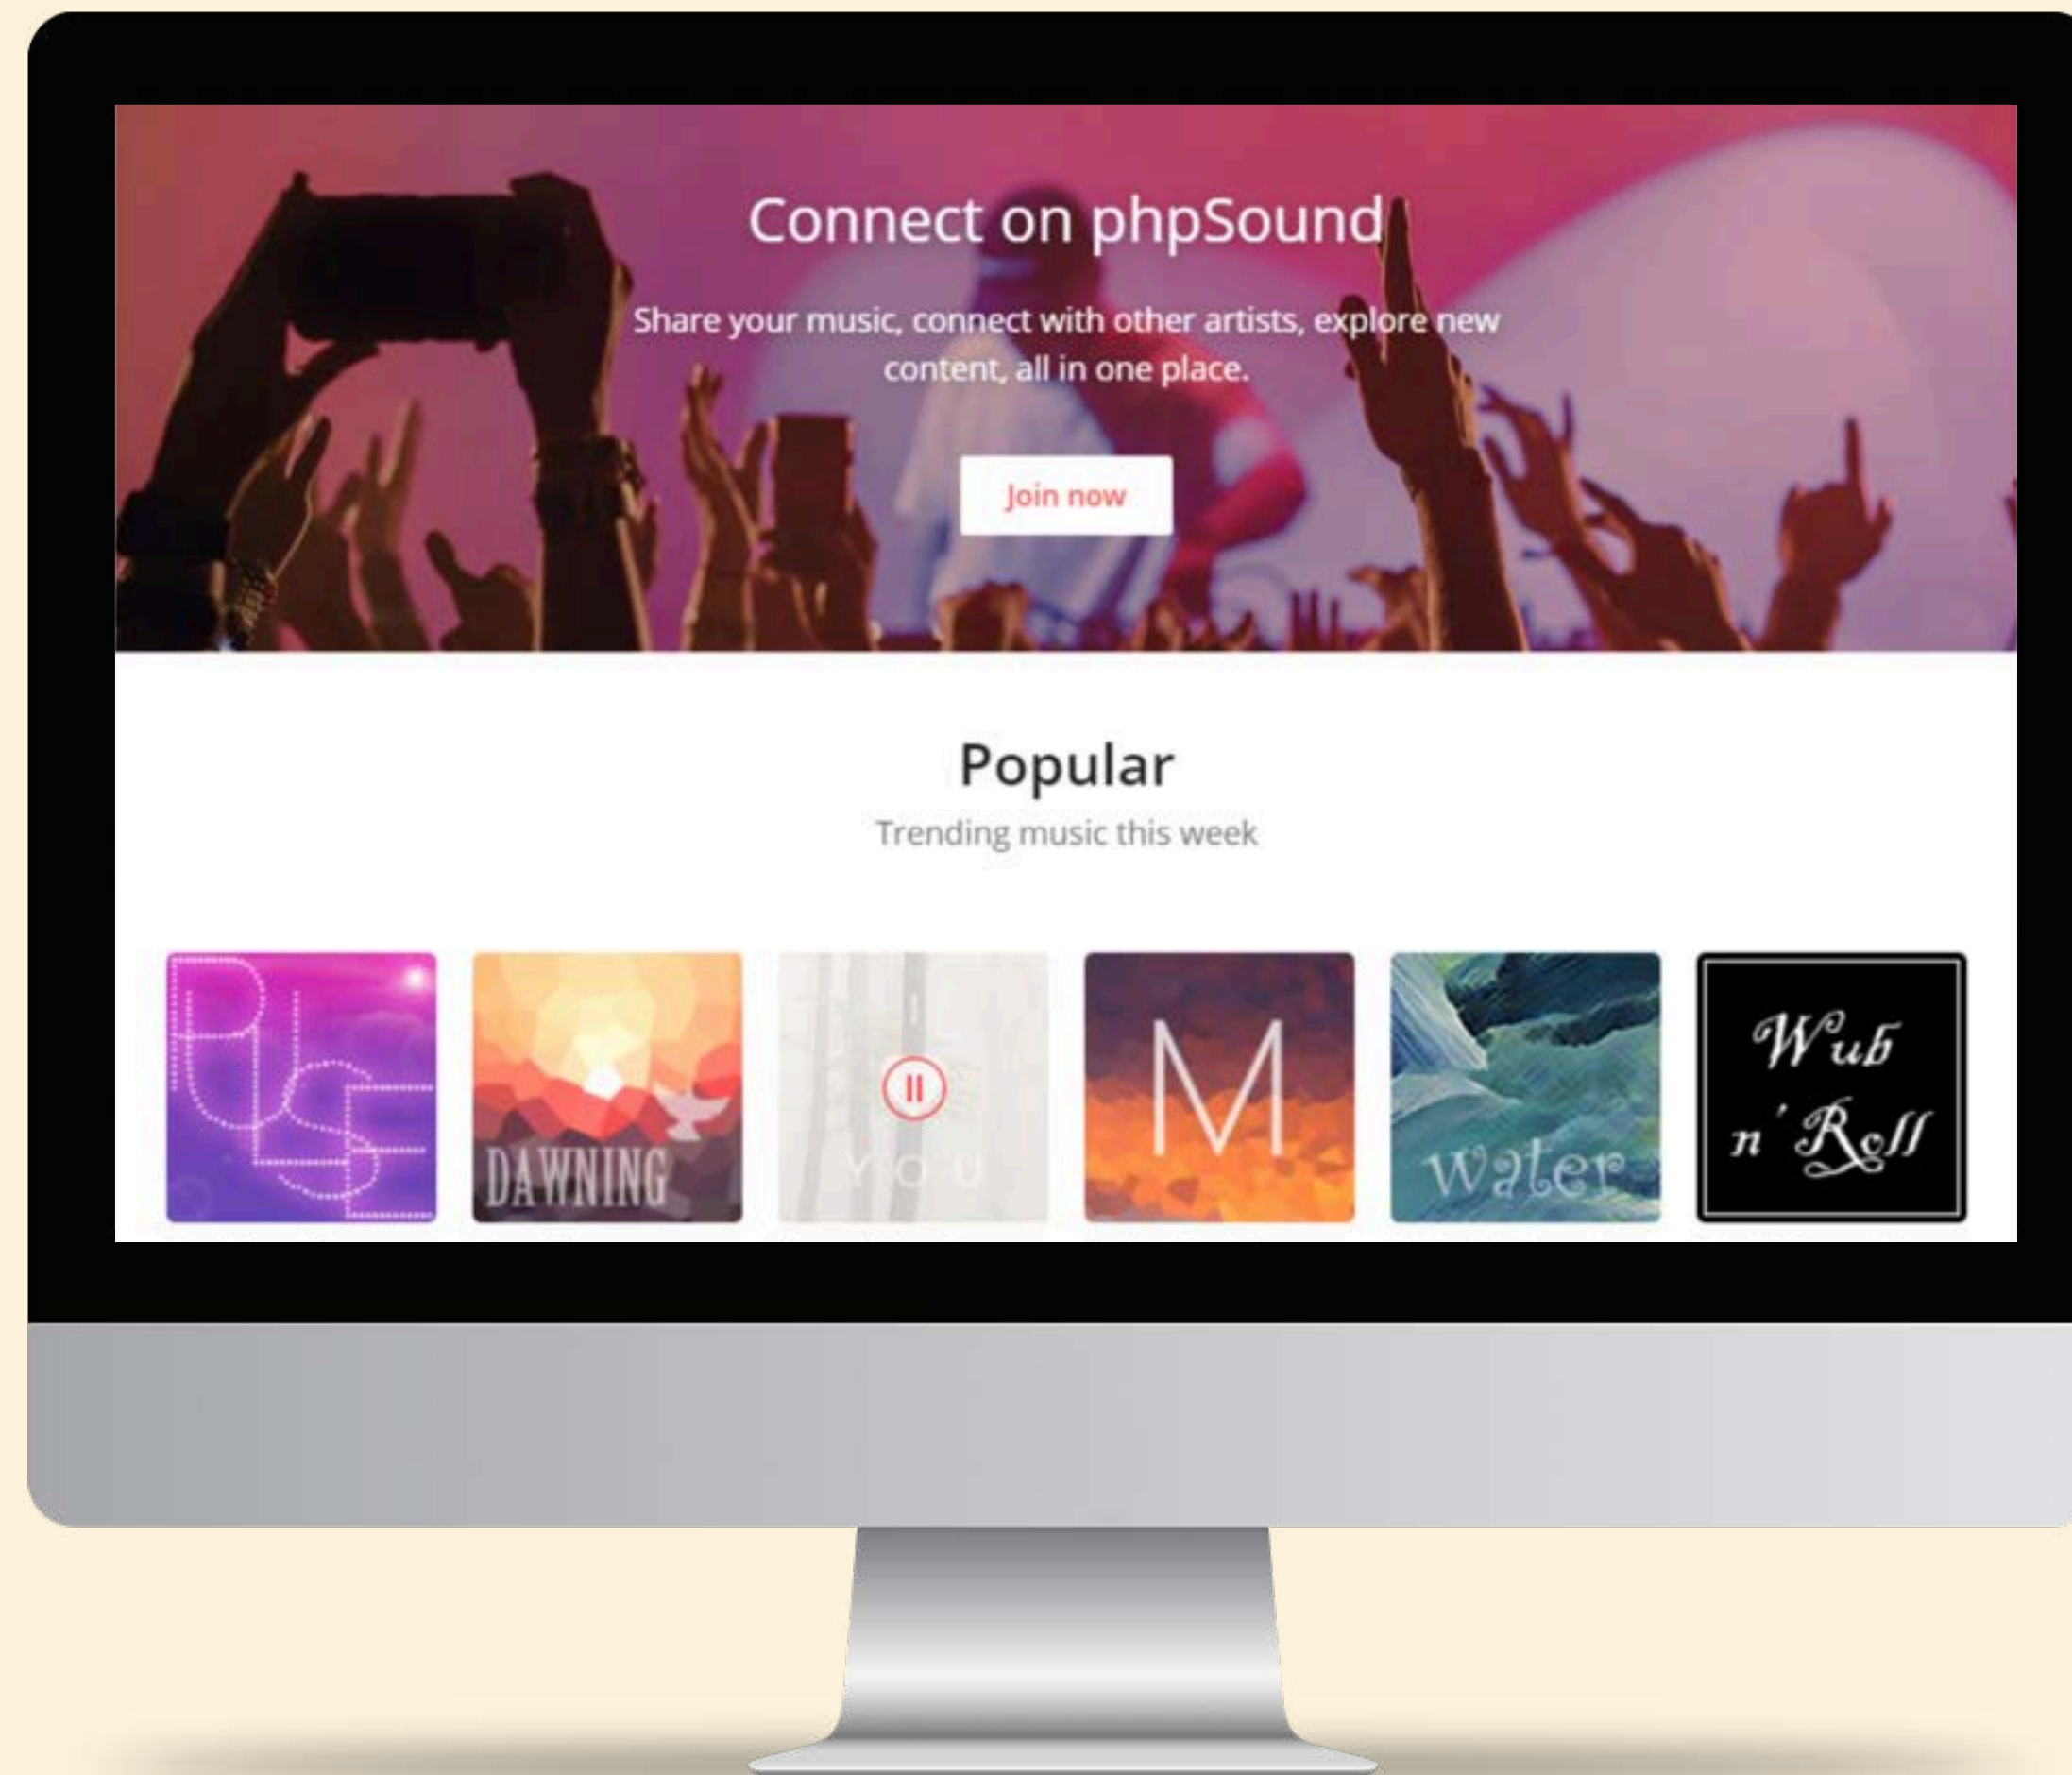 Connect on phpSound
Share your music, connect with other artists, explore new
content, all in one place.
Join now
Popular
Trending music this week
PULSE
DAWNING
YOU
M
water
Wub
n' Roll